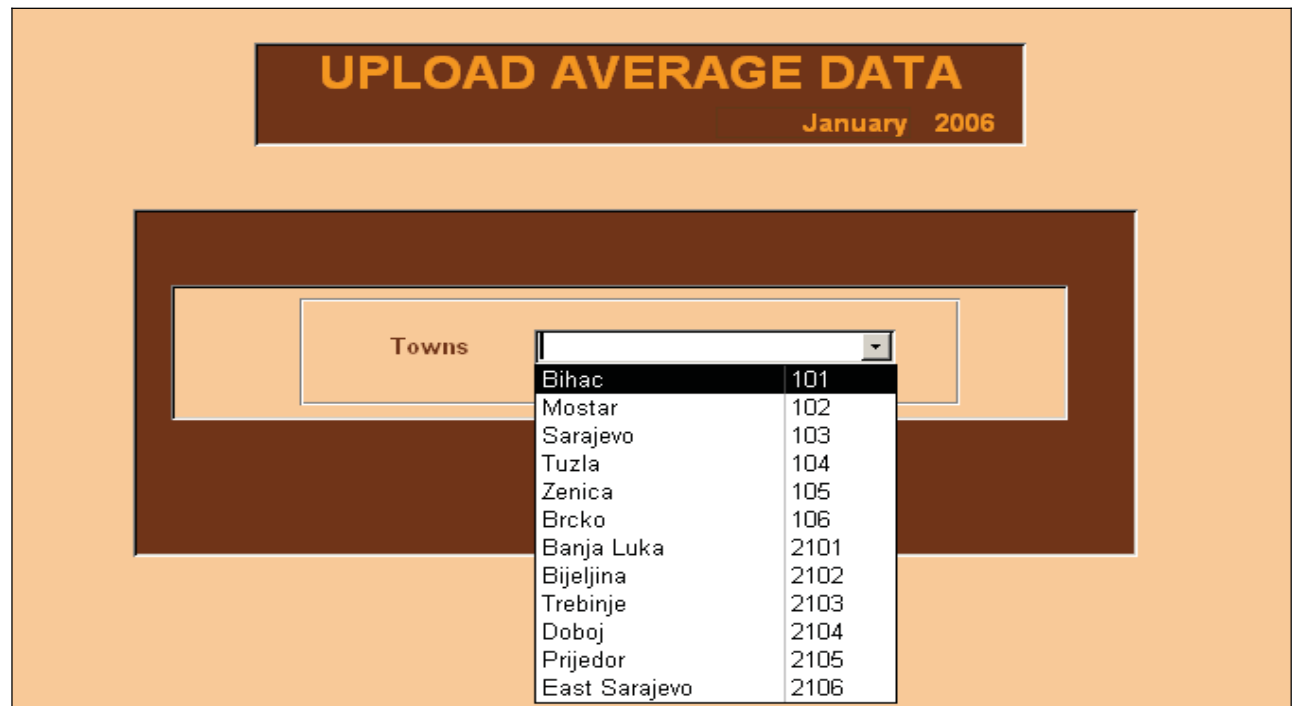 UPLOAD AVERAGE DATA
January 2006
Towns
Bihac 101
Mostar 102
Sarajevo 103
Tuzla 104
Zenica 105
Brcko 106
Banja Luka 2101
Bijeljina 2102
Trebinje 2103
Doboj 2104
Prijedor 2105
East Sarajevo 2106